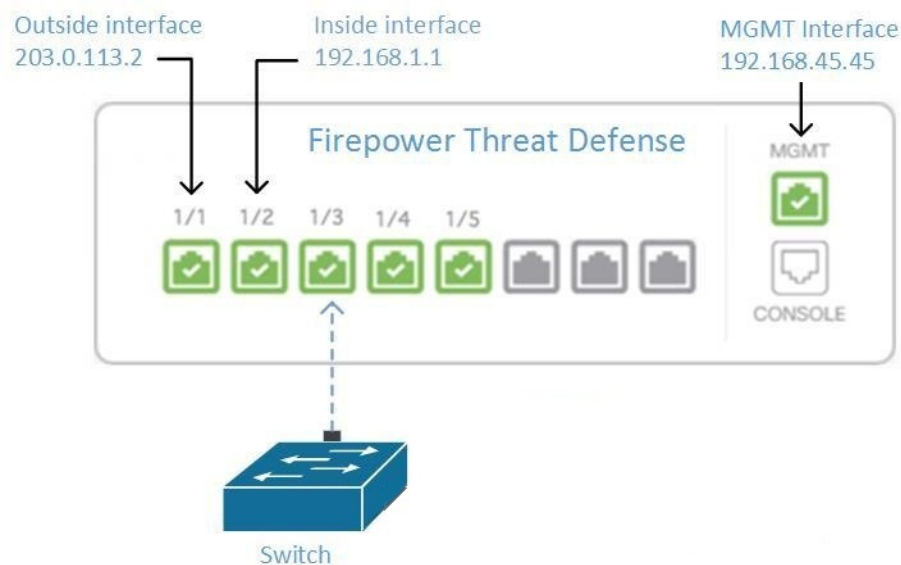 Outside interface
203.0.113.2
Inside interface
192.168.1.1
MGMT Interface
192.168.45.45
Firepower Threat Defense
MGMT
1/1 1/2 1/3 1/4 1/5
CONSOLE
Switch